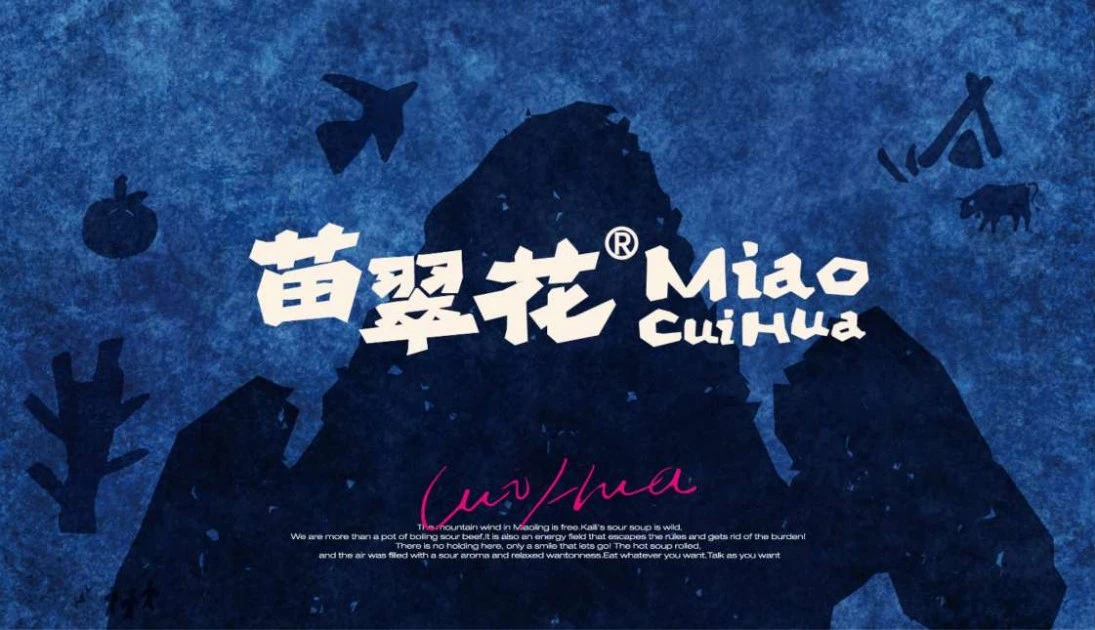 苗翠花® Miao
CuiHua
CuiHua
The mountain wind in Miaoling is free.Kaili's sour soup is wild,
We are more than a pot of boiling sour beef,It is also an energy field that escapes the rules and gets rid of the burden!
There is no holding here, only a smile that lets go! The hot soup rolled,
and the air was filled with a sour aroma and relaxed wantonness.Eat whatever you want.Talk as you want